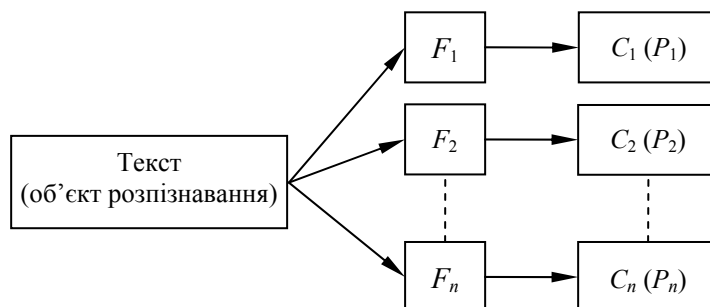 F₁ C₁ (P₁)
F₂ C₂ (P₂)
Текст
(об’єкт розпізнавання)
Fₙ Cₙ (Pₙ)